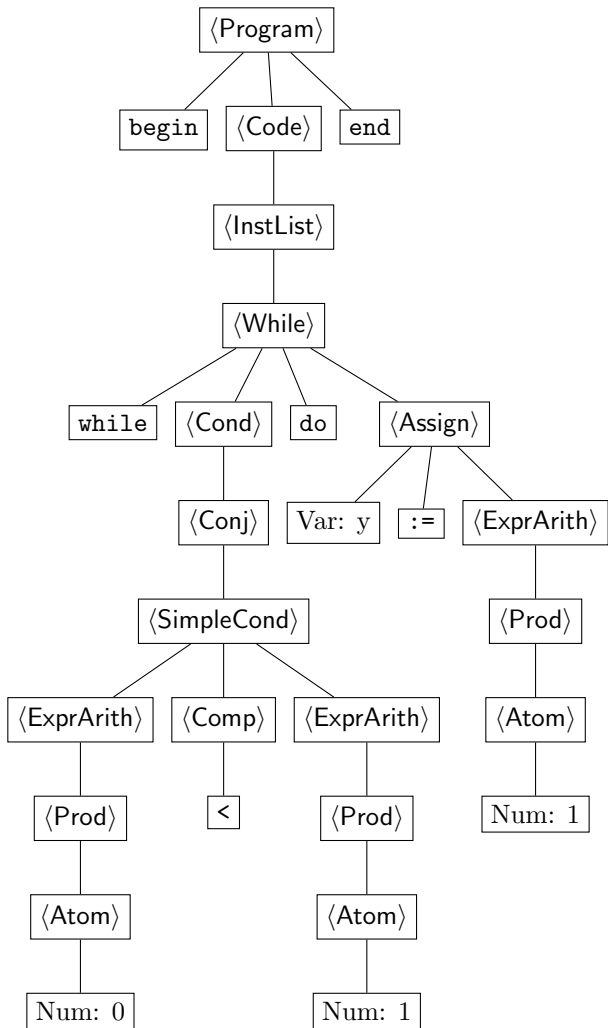 ⟨Program⟩
begin ⟨Code⟩ end
⟨InstList⟩
⟨While⟩
while ⟨Cond⟩ do ⟨Assign⟩
⟨Conj⟩ Var: y := ⟨ExprArith⟩
⟨SimpleCond⟩ ⟨Prod⟩
⟨ExprArith⟩ ⟨Comp⟩ ⟨ExprArith⟩ ⟨Atom⟩
⟨Prod⟩ < ⟨Prod⟩ Num: 1
⟨Atom⟩ ⟨Atom⟩
Num: 0 Num: 1